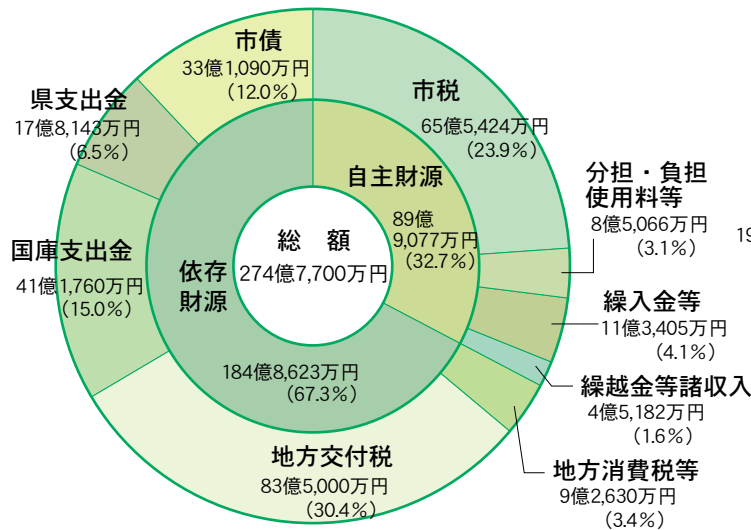 市債
33億1,090万円
（12.0％）
県支出金
17億8,143万円
（6.5％）
国庫支出金
41億1,760万円
（15.0％）
市税
65億5,424万円
（23.9％）
分担・負担
使用料等
8億5,066万円
（3.1％）
19
繰入金等
11億3,405万円
（4.1％）
繰越金等諸収入
4億5,182万円
（1.6％）
地方消費税等
9億2,630万円
（3.4％）
地方交付税
83億5,000万円
（30.4％）
自主財源
89億
9,077万円
（32.7％）
総　額
274億7,700万円
依存
財源
184億8,623万円
（67.3％）